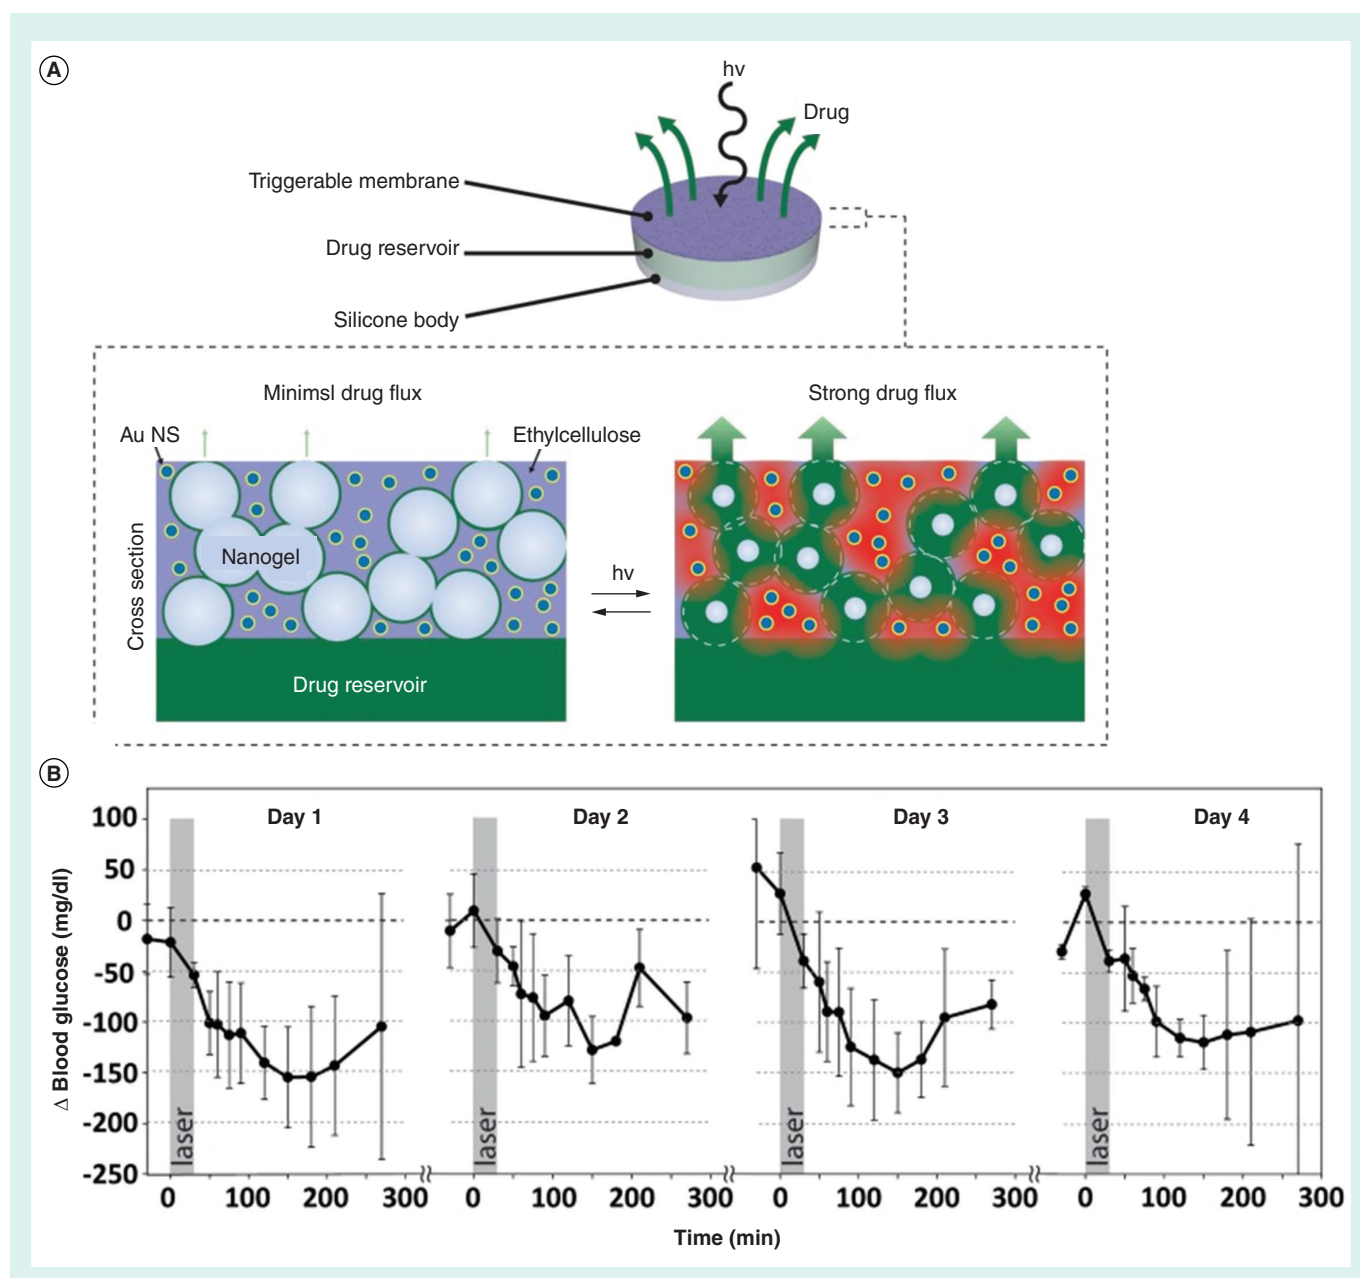 A
hv
Drug
Triggerable membrane
Drug reservoir
Silicone body
Minimsl drug flux
Strong drug flux
Au NS
Ethylcellulose
Cross section
Nanogel
hv
Drug reservoir
B
Δ Blood glucose (mg/dl)
100
50
0
-50
-100
-150
-200
-250
Day 1
Day 2
Day 3
Day 4
laser
laser
laser
laser
0 100 200 300
0 100 200 300
0 100 200 300
0 100 200 300
Time (min)